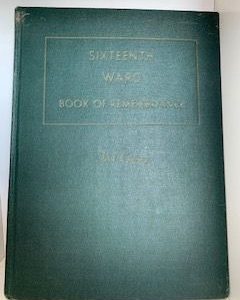 SIXTEENTH
WARD
BOOK OF REMEMBRANCE